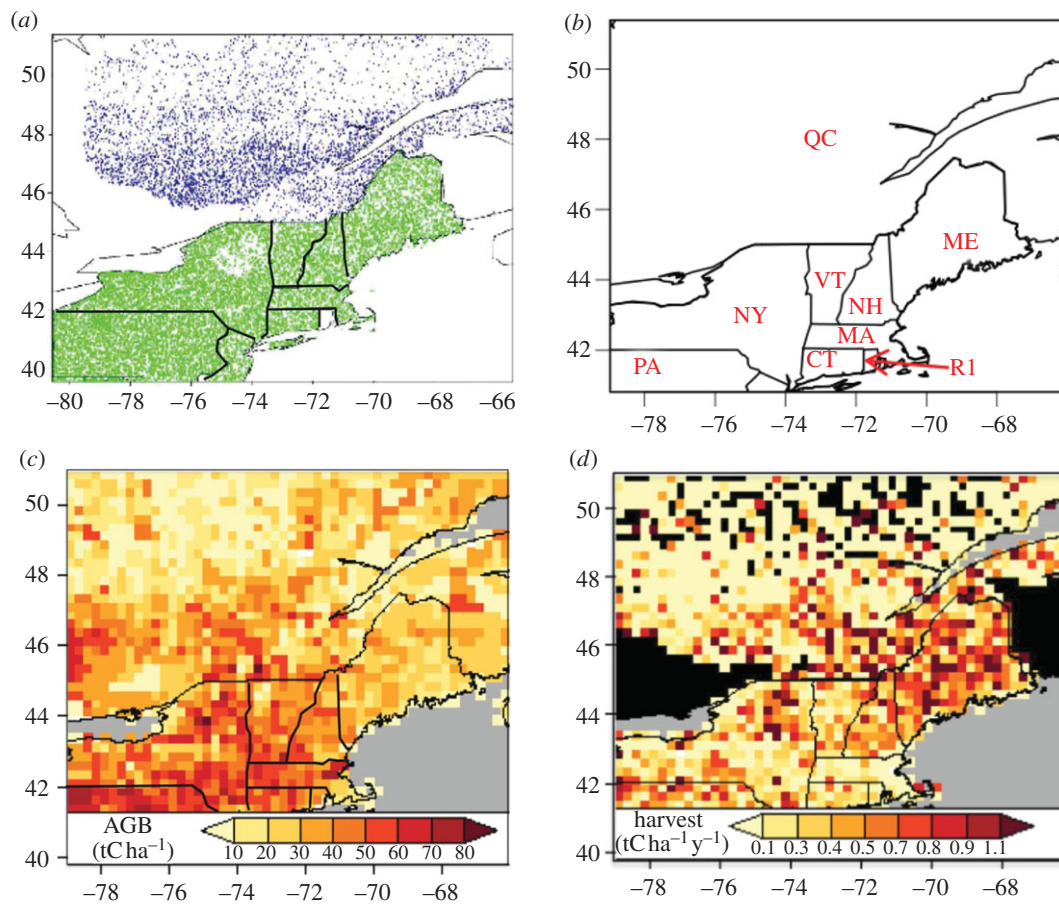 (a)
50
48
46
44
42
40
−80 −78 −76 −74 −72 −70 −68 −66
(b)
50
48
46
44
42
QC
ME
VT
NH
NY
MA
CT
PA
R1
−78 −76 −74 −72 −70 −68
(c)
50
48
46
44
42
40
AGB
(tC ha−1)
10 20 30 40 60 70 80
−78 −76 −74 −72 −70 −68
(d)
50
48
46
44
42
40
harvest
(tC ha−1 y−1)
0.1 0.3 0.4 0.5 0.7 0.8 0.9 1.1
−78 −76 −74 −72 −70 −68